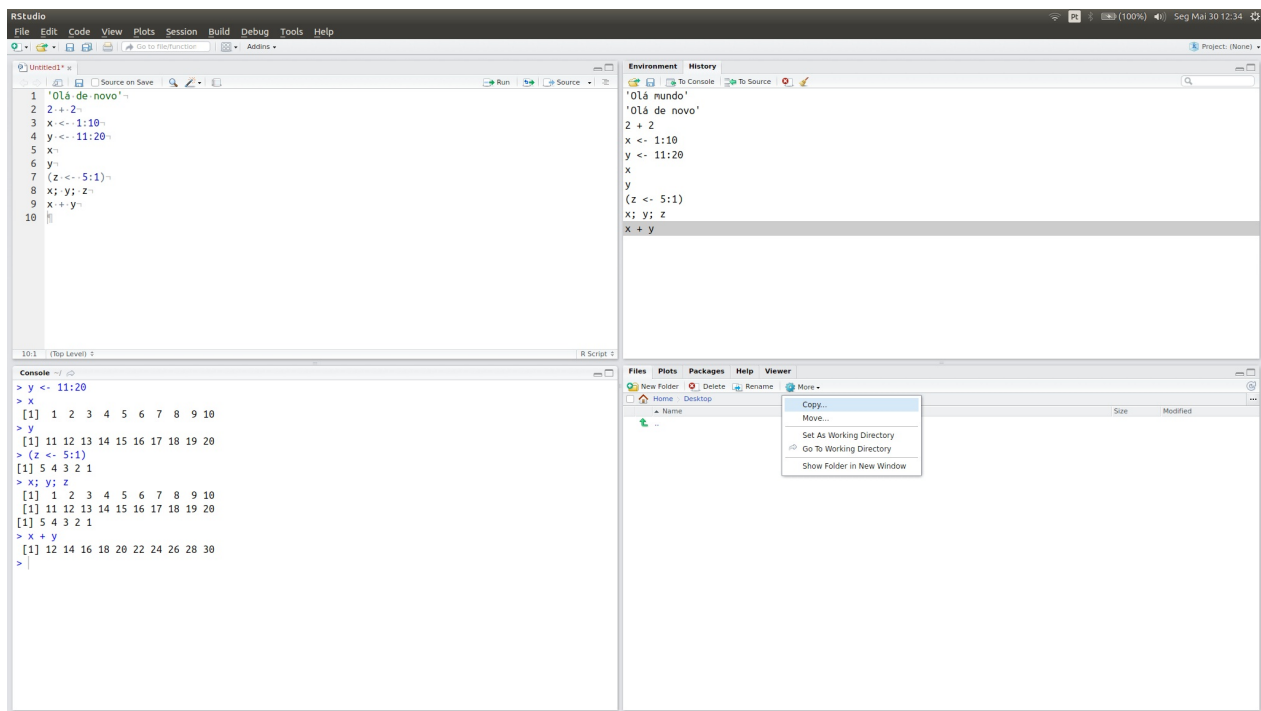 RStudio
Pt (100%) Seg Mai 30 12:34
File Edit Code View Plots Session Build Debug Tools Help
Go to file/function Addins Project: (None)
Untitled1*
Source on Save Run Source
1 'Olá de novo'
2 2 + 2
3 x <- 1:10
4 y <- 11:20
5 x
6 y
7 (z <- 5:1)
8 x; y; z
9 x + y
10
10:1 (Top Level) R Script
Console ~/
> y <- 11:20
> x
[1] 1 2 3 4 5 6 7 8 9 10
> y
[1] 11 12 13 14 15 16 17 18 19 20
> (z <- 5:1)
[1] 5 4 3 2 1
> x; y; z
[1] 1 2 3 4 5 6 7 8 9 10
[1] 11 12 13 14 15 16 17 18 19 20
[1] 5 4 3 2 1
> x + y
[1] 12 14 16 18 20 22 24 26 28 30
>
Environment History
To Console To Source
'Olá mundo'
'Olá de novo'
2 + 2
x <- 1:10
y <- 11:20
x
y
(z <- 5:1)
x; y; z
x + y
Files Plots Packages Help Viewer
New Folder Delete Rename More
Home Desktop ...
Name Size Modified
..
Copy...
Move...
Set As Working Directory
Go To Working Directory
Show Folder in New Window